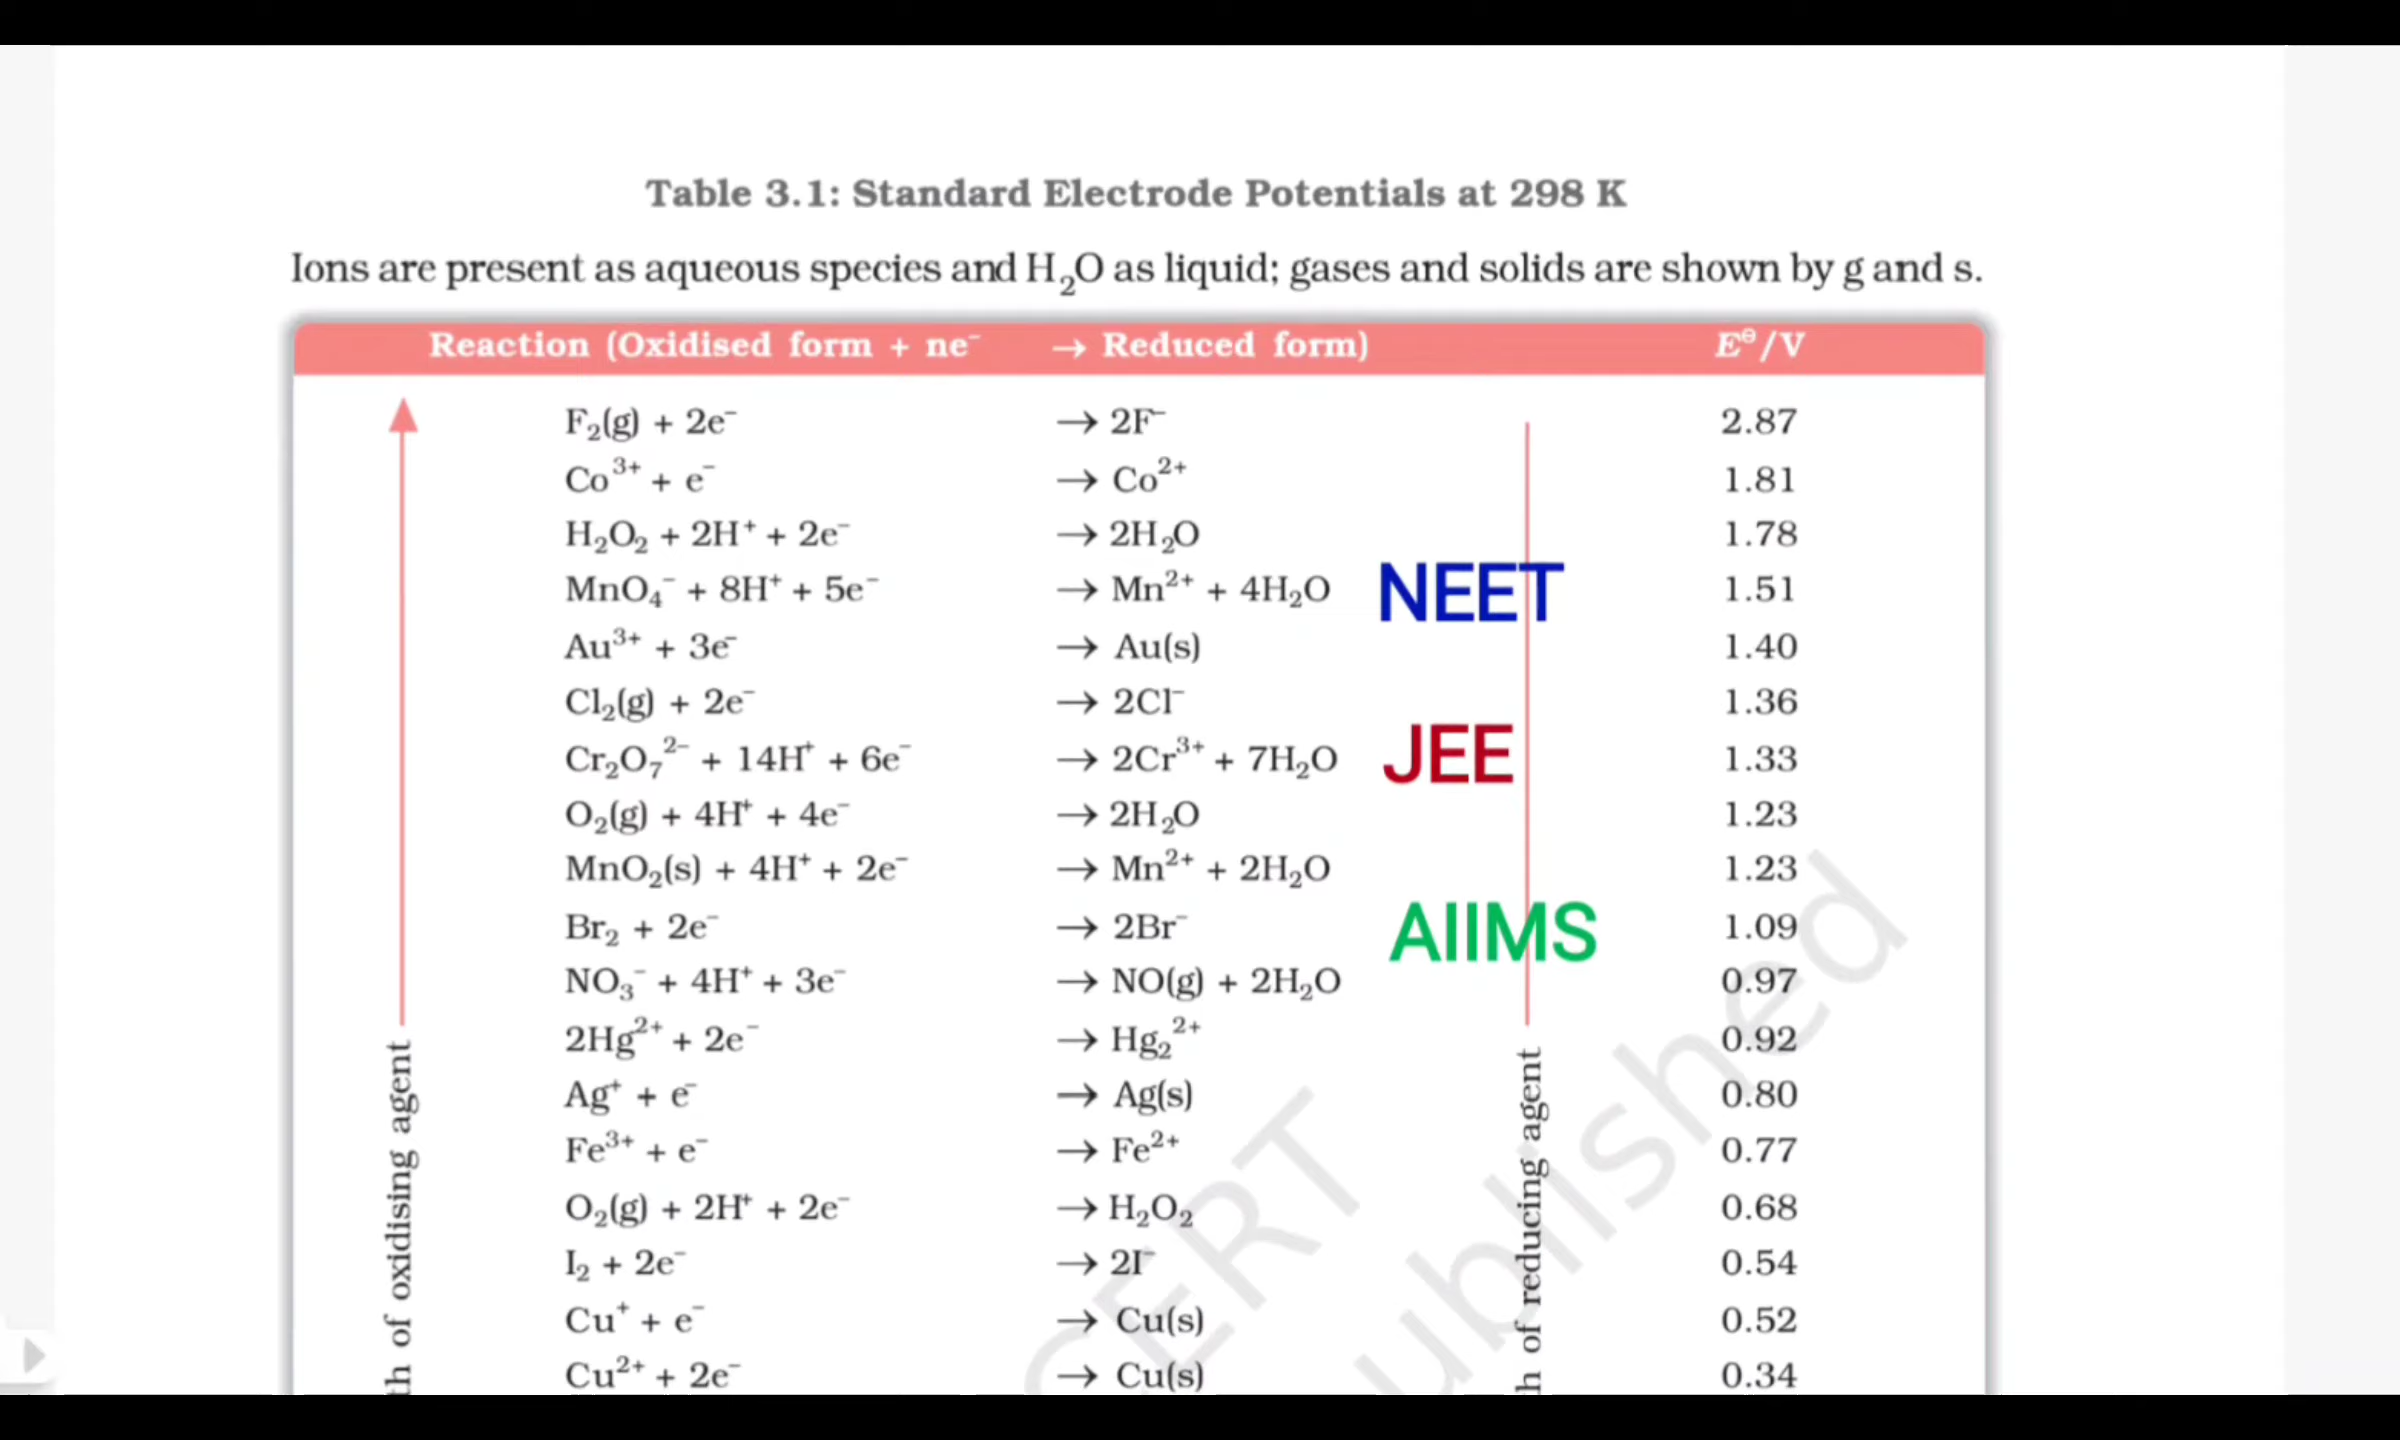 Table 3.1: Standard Electrode Potentials at 298 K
Ions are present as aqueous species and H₂O as liquid; gases and solids are shown by g and s.
Reaction (Oxidised form + ne⁻ → Reduced form) E⊖/V
F₂(g) + 2e⁻ → 2F⁻ 2.87
Co³⁺ + e⁻ → Co²⁺ 1.81
H₂O₂ + 2H⁺ + 2e⁻ → 2H₂O 1.78
MnO₄⁻ + 8H⁺ + 5e⁻ → Mn²⁺ + 4H₂O NEET 1.51
Au³⁺ + 3e⁻ → Au(s) 1.40
Cl₂(g) + 2e⁻ → 2Cl⁻ 1.36
Cr₂O₇²⁻ + 14H⁺ + 6e⁻ → 2Cr³⁺ + 7H₂O JEE 1.33
O₂(g) + 4H⁺ + 4e⁻ → 2H₂O 1.23
MnO₂(s) + 4H⁺ + 2e⁻ → Mn²⁺ + 2H₂O 1.23
Br₂ + 2e⁻ → 2Br⁻ AIIMS 1.09
NO₃⁻ + 4H⁺ + 3e⁻ → NO(g) + 2H₂O 0.97
2Hg²⁺ + 2e⁻ → Hg₂²⁺ 0.92
Ag⁺ + e⁻ → Ag(s) 0.80
Fe³⁺ + e⁻ → Fe²⁺ 0.77
O₂(g) + 2H⁺ + 2e⁻ → H₂O₂ 0.68
I₂ + 2e⁻ → 2I⁻ 0.54
Cu⁺ + e⁻ → Cu(s) 0.52
Cu²⁺ + 2e⁻ → Cu(s) 0.34
of oxidising agent
of reducing agent